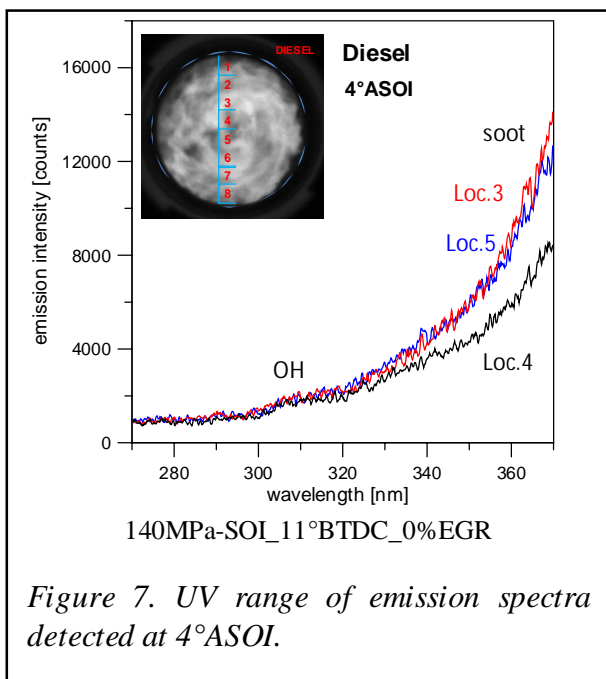 16000
12000
8000
4000
0
emission intensity [counts]
DIESEL
1
2
3
4
5
6
7
8
Diesel
4°ASOI
soot
Loc.3
Loc.5
Loc.4
OH
280 300 320 340 360
wavelength [nm]
140MPa-SOI_11°BTDC_0%EGR
Figure 7. UV range of emission spectra
detected at 4°ASOI.